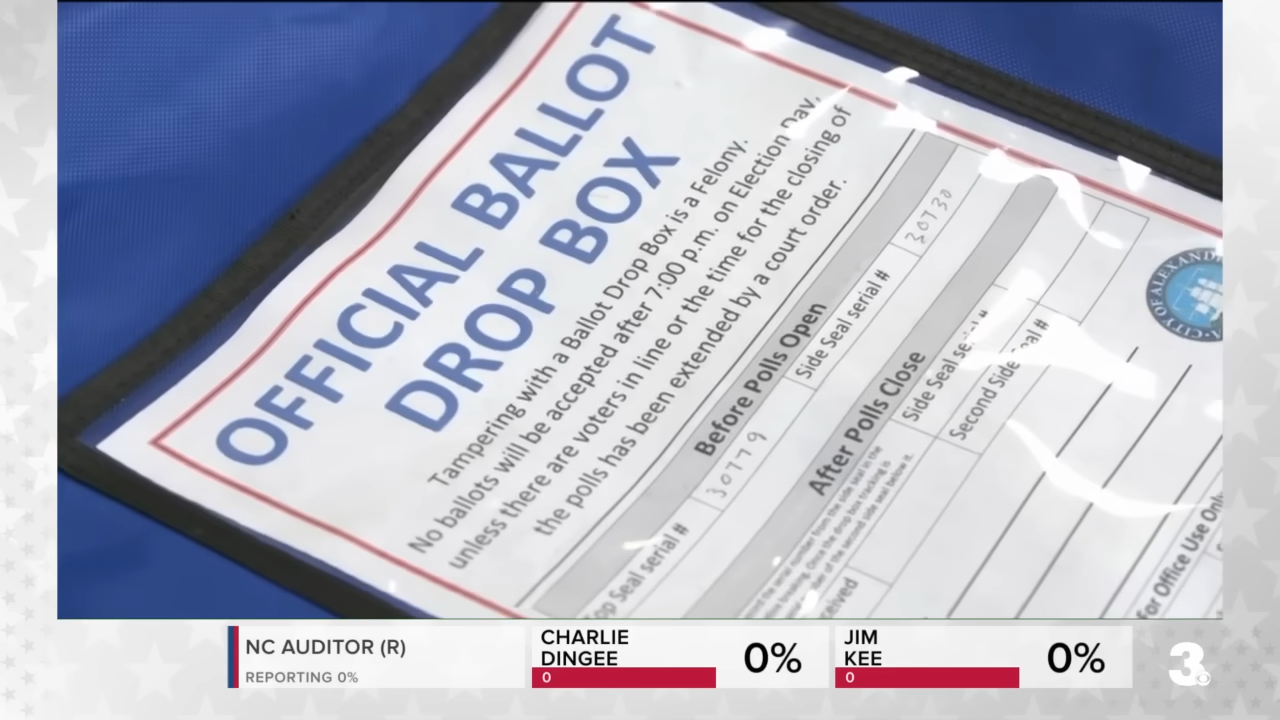 OFFICIAL BALLOT
DROP BOX
Tampering with a Ballot Drop Box is a Felony.
No ballots will be accepted after 7:00 p.m. on Election Day,
unless there are voters in line or the time for the closing of
the polls has been extended by a court order.
Before Polls Open
Seal serial # 30779 Side Seal serial # 30730
After Polls Close
Side Seal
Second Side
for Office Use Only
CITY OF
NC AUDITOR (R)
REPORTING 0%
CHARLIE
DINGEE
0%
0
JIM
KEE
0%
0
3